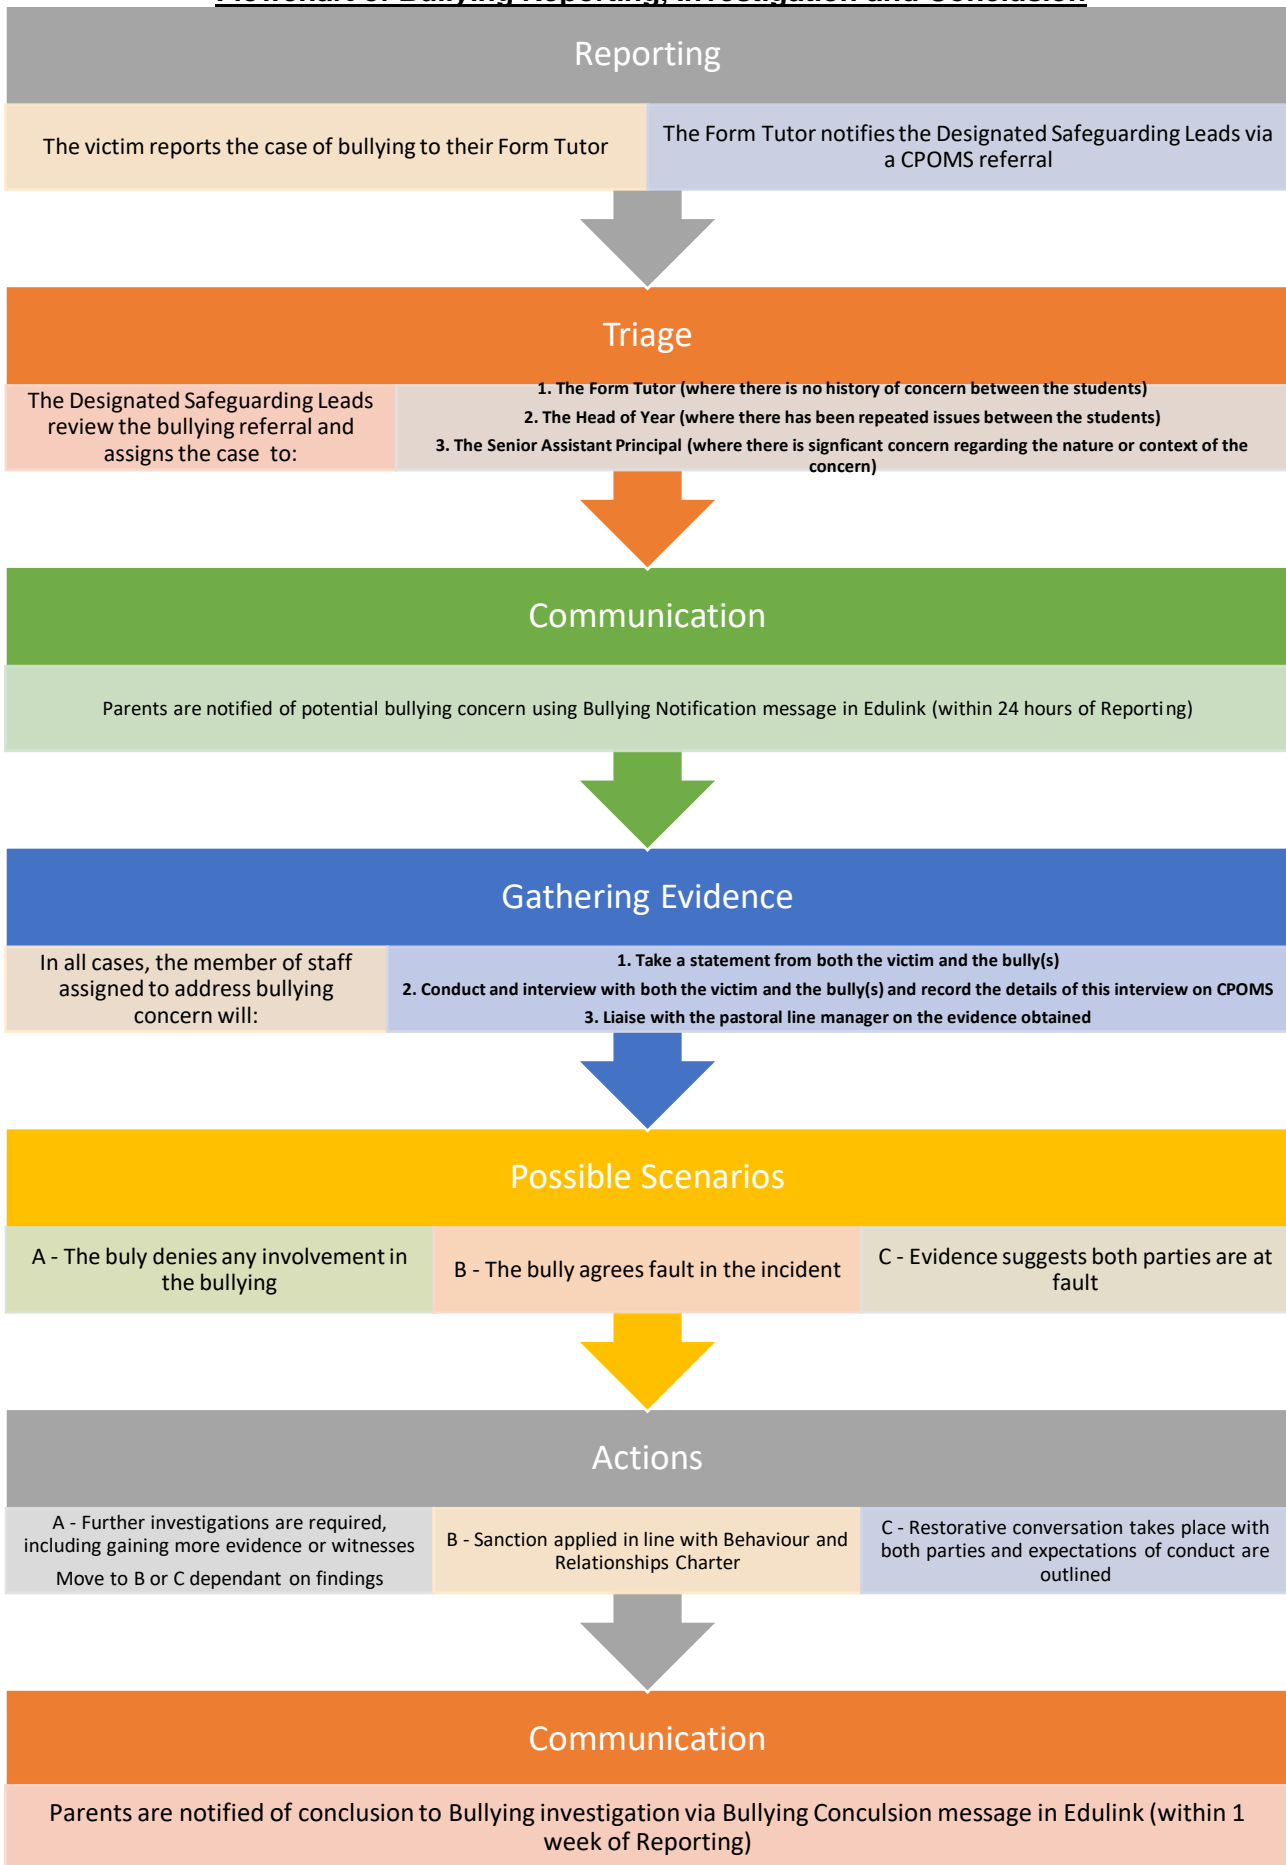 Flowchart of Bullying Reporting, Investigation and Conclusion
Reporting
The victim reports the case of bullying to their Form Tutor
The Form Tutor notifies the Designated Safeguarding Leads via
a CPOMS referral
Triage
The Designated Safeguarding Leads
review the bullying referral and
assigns the case to:
1. The Form Tutor (where there is no history of concern between the students)
2. The Head of Year (where there has been repeated issues between the students)
3. The Senior Assistant Principal (where there is signficant concern regarding the nature or context of the
concern)
Communication
Parents are notified of potential bullying concern using Bullying Notification message in Edulink (within 24 hours of Reporting)
Gathering Evidence
In all cases, the member of staff
assigned to address bullying
concern will:
1. Take a statement from both the victim and the bully(s)
2. Conduct and interview with both the victim and the bully(s) and record the details of this interview on CPOMS
3. Liaise with the pastoral line manager on the evidence obtained
Possible Scenarios
A - The buly denies any involvement in
the bullying
B - The bully agrees fault in the incident
C - Evidence suggests both parties are at
fault
Actions
A - Further investigations are required,
including gaining more evidence or witnesses
Move to B or C dependant on findings
B - Sanction applied in line with Behaviour and
Relationships Charter
C - Restorative conversation takes place with
both parties and expectations of conduct are
outlined
Communication
Parents are notified of conclusion to Bullying investigation via Bullying Conculsion message in Edulink (within 1
week of Reporting)